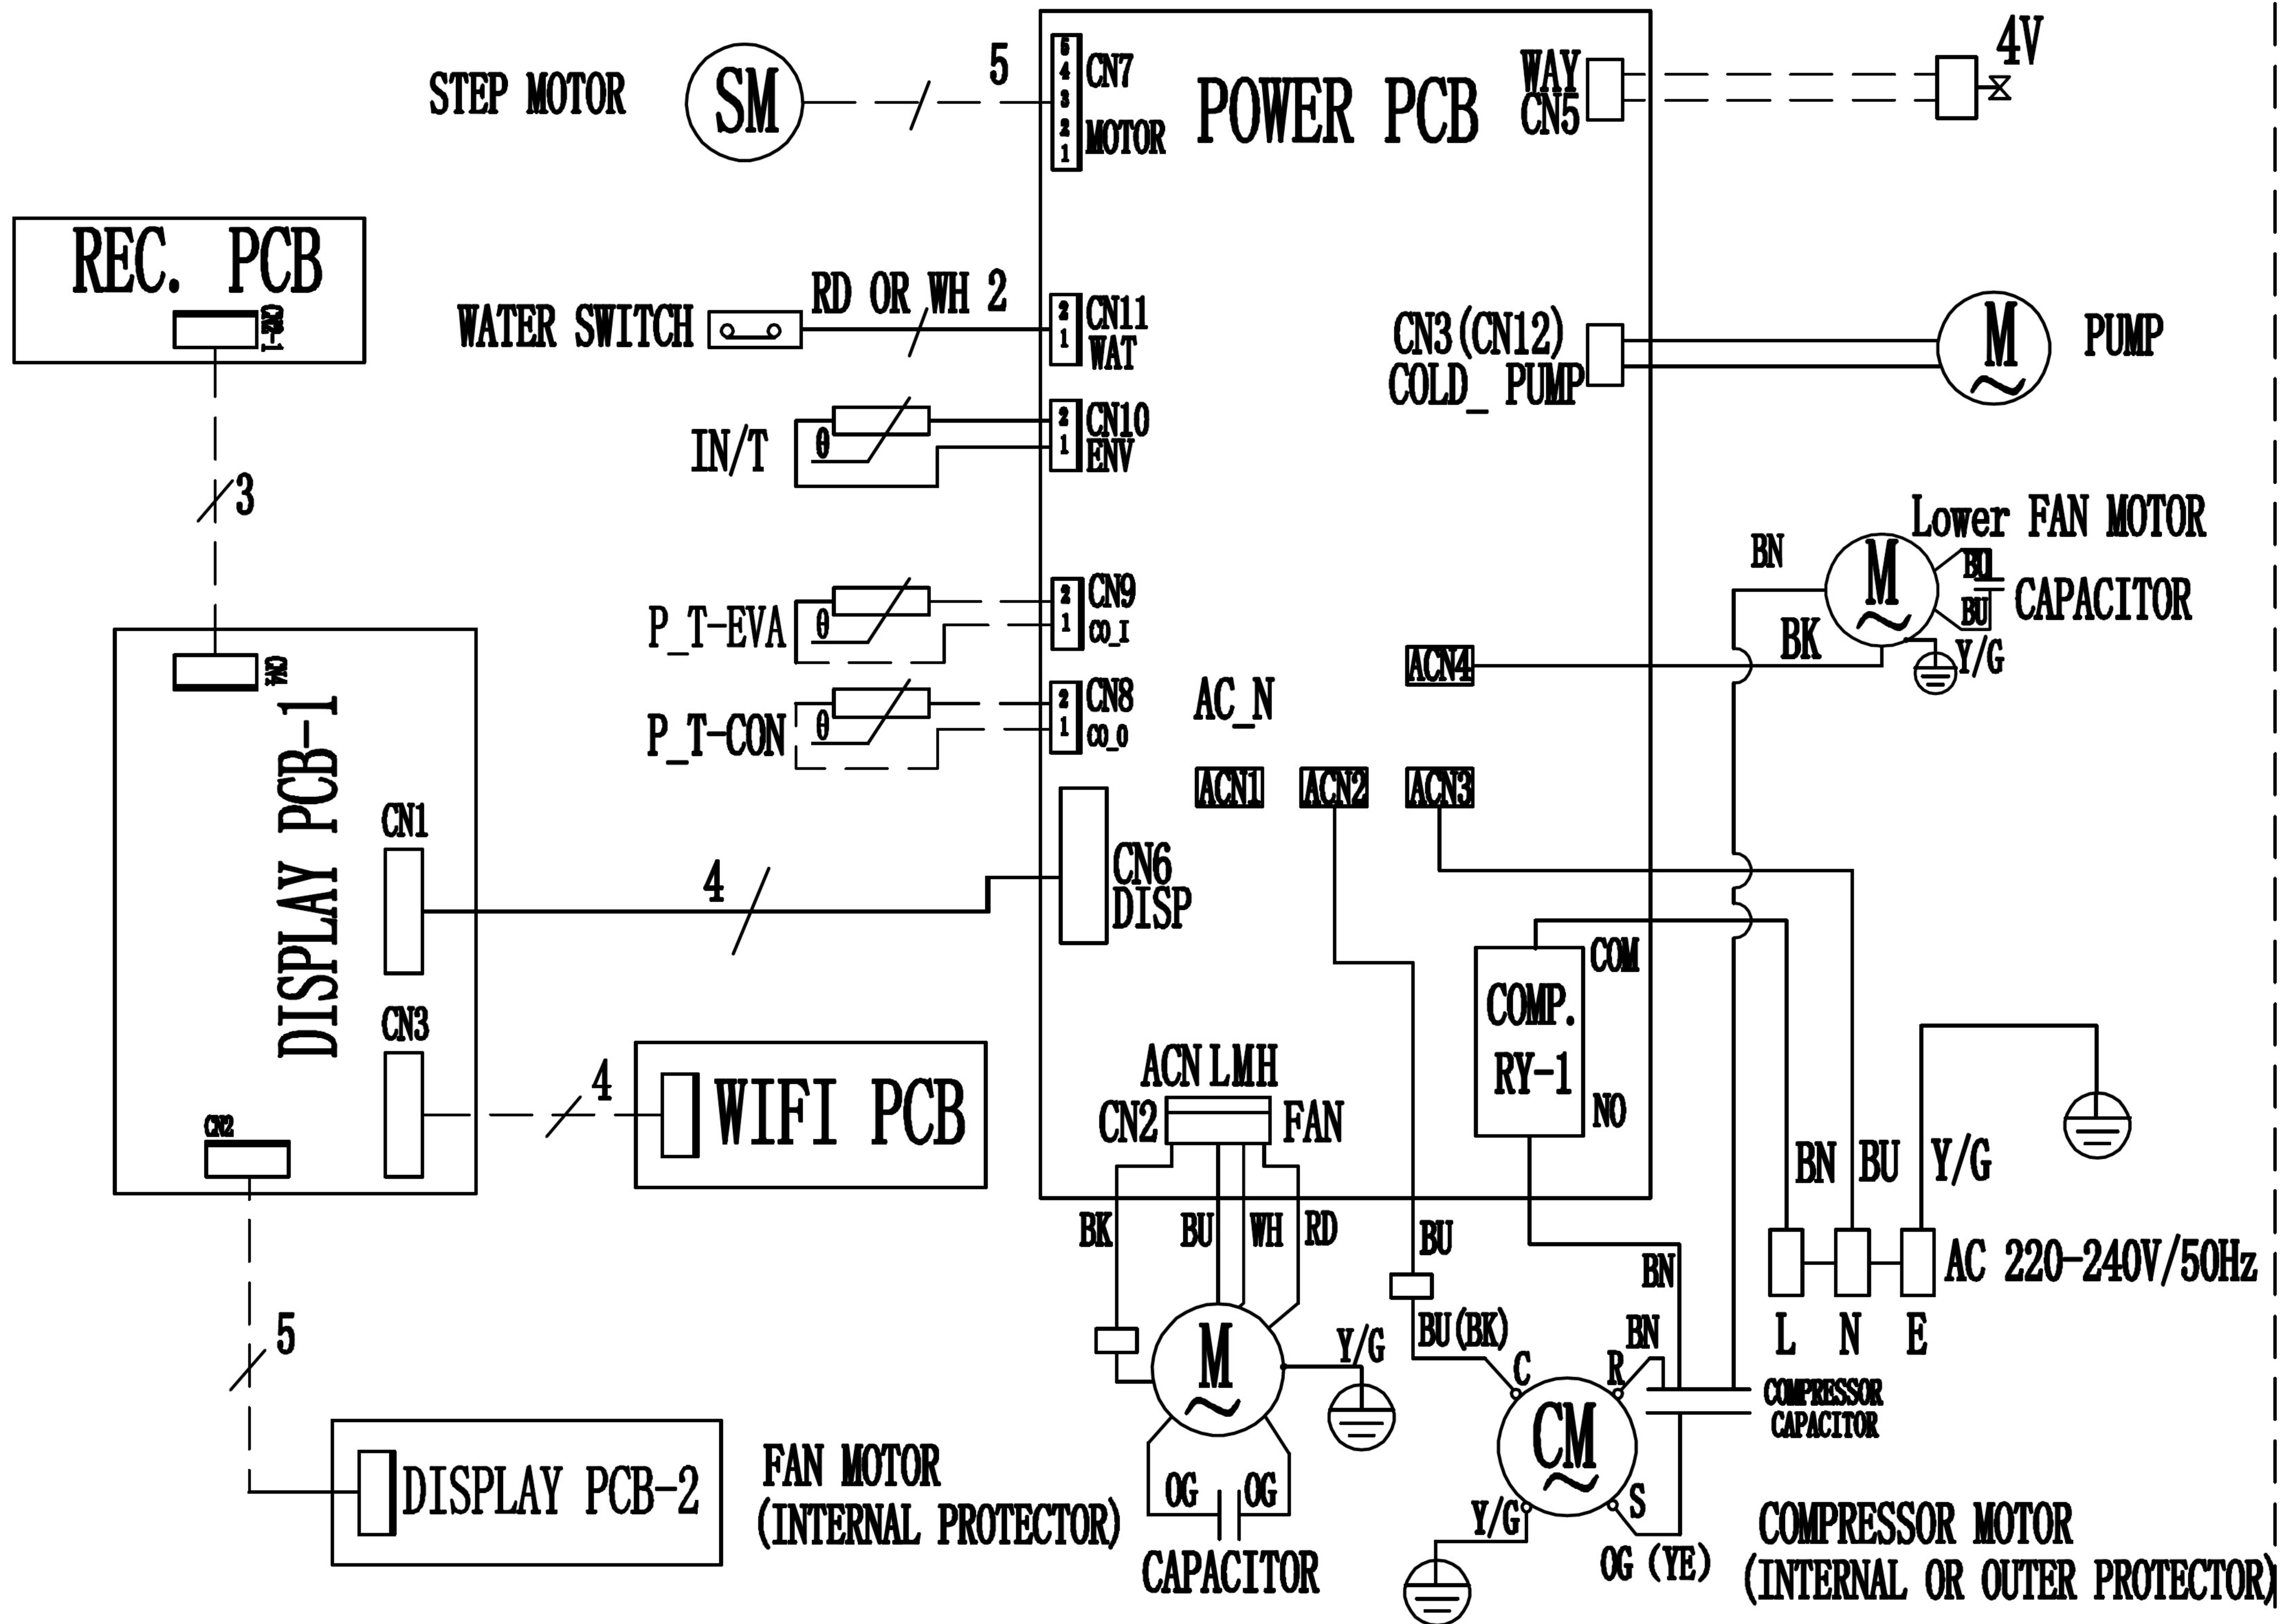 STEP MOTOR
SM
5
5
4
3
2
1
CN7
MOTOR
POWER PCB
WAY
CN5
4V
REC. PCB
WATER SWITCH
RD OR WH 2
2
1
CN11
WAT
CN3(CN12)
COLD_ PUMP
M
~
PUMP
IN/T
θ
2
1
CN10
ENV
3
Lower FAN MOTOR
BN
M
~
BU
BU
CAPACITOR
BK
Y/G
P_T-EVA
θ
2
1
CN9
CO_I
ACN4
P_T-CON
θ
2
1
CN8
CO_O
AC_N
DISPLAY PCB-1
ACN1
ACN2
ACN3
CN1
4
CN6
DISP
COM
COMP.
RY-1
NO
CN3
4
WIFI PCB
ACN LMH
CN2
FAN
CN2
BN
BU
Y/G
BK
BU
WH
RD
BU
BN
AC 220-240V/50Hz
L
N
E
5
M
~
Y/G
BU(BK)
BN
C
R
COMPRESSOR
CAPACITOR
CM
~
DISPLAY PCB-2
FAN MOTOR
(INTERNAL PROTECTOR)
OG
OG
CAPACITOR
Y/G
S
OG (YE)
COMPRESSOR MOTOR
(INTERNAL OR OUTER PROTECTOR)